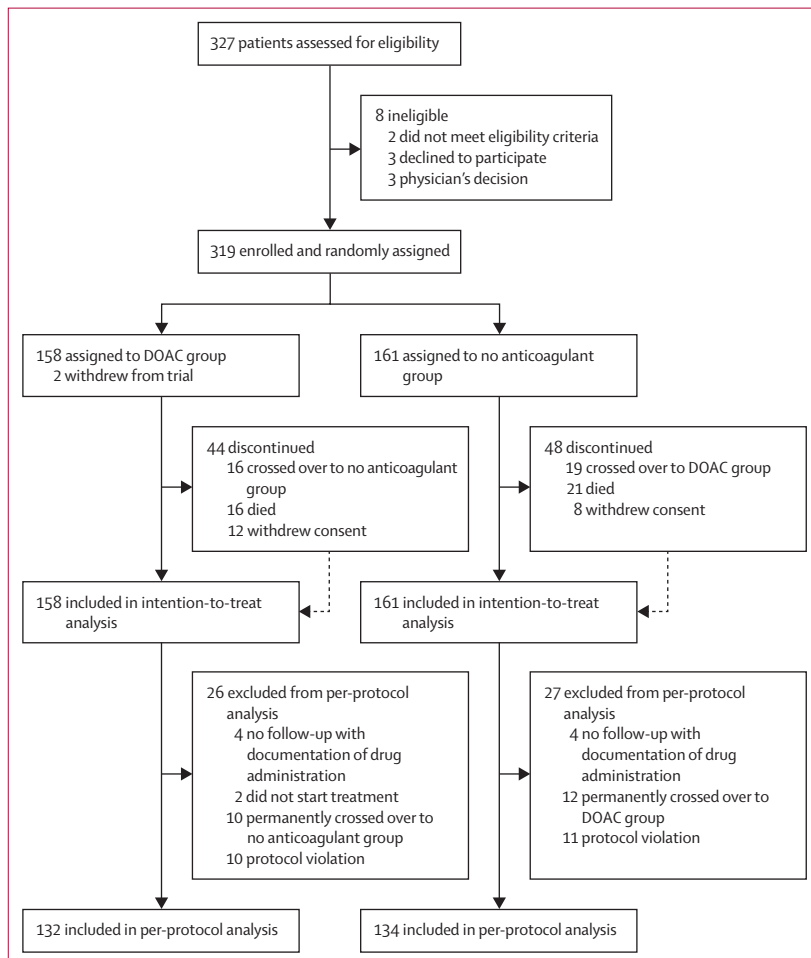 327 patients assessed for eligibility
8 ineligible
2 did not meet eligibility criteria
3 declined to participate
3 physician's decision
319 enrolled and randomly assigned
158 assigned to DOAC group
2 withdrew from trial
161 assigned to no anticoagulant
group
44 discontinued
16 crossed over to no anticoagulant
group
16 died
12 withdrew consent
48 discontinued
19 crossed over to DOAC group
21 died
8 withdrew consent
158 included in intention-to-treat
analysis
161 included in intention-to-treat
analysis
26 excluded from per-protocol
analysis
4 no follow-up with
documentation of drug
administration
2 did not start treatment
10 permanently crossed over to
no anticoagulant group
10 protocol violation
27 excluded from per-protocol
analysis
4 no follow-up with
documentation of drug
administration
12 permanently crossed over to
DOAC group
11 protocol violation
132 included in per-protocol analysis
134 included in per-protocol analysis